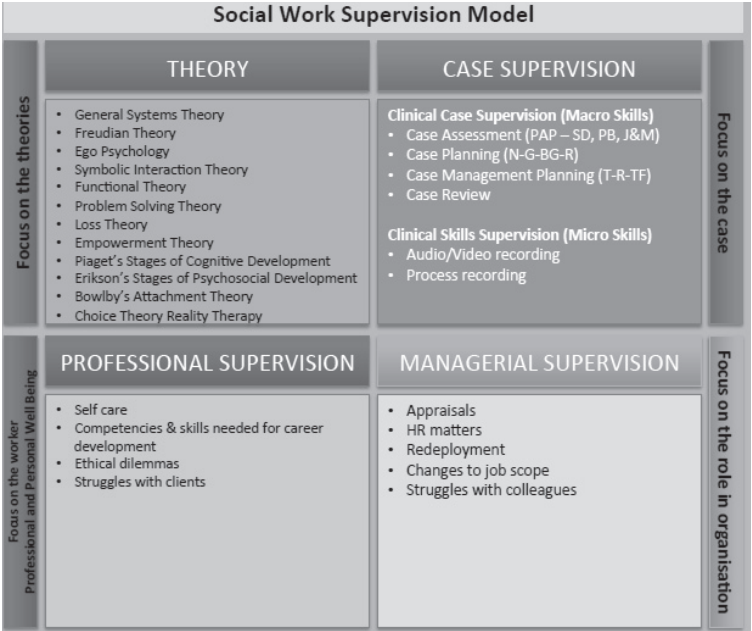 Social Work Supervision Model
Focus on the theories
THEORY
• General Systems Theory
• Freudian Theory
• Ego Psychology
• Symbolic Interaction Theory
• Functional Theory
• Problem Solving Theory
• Loss Theory
• Empowerment Theory
• Piaget's Stages of Cognitive Development
• Erikson's Stages of Psychosocial Development
• Bowlby's Attachment Theory
• Choice Theory Reality Therapy
CASE SUPERVISION
Clinical Case Supervision (Macro Skills)
• Case Assessment (PAP – SD, PB, J&M)
• Case Planning (N-G-BG-R)
• Case Management Planning (T-R-TF)
• Case Review
Clinical Skills Supervision (Micro Skills)
• Audio/Video recording
• Process recording
Focus on the case
Focus on the worker
Professional and Personal Well Being
PROFESSIONAL SUPERVISION
• Self care
• Competencies & skills needed for career
development
• Ethical dilemmas
• Struggles with clients
MANAGERIAL SUPERVISION
• Appraisals
• HR matters
• Redeployment
• Changes to job scope
• Struggles with colleagues
Focus on the role in organisation